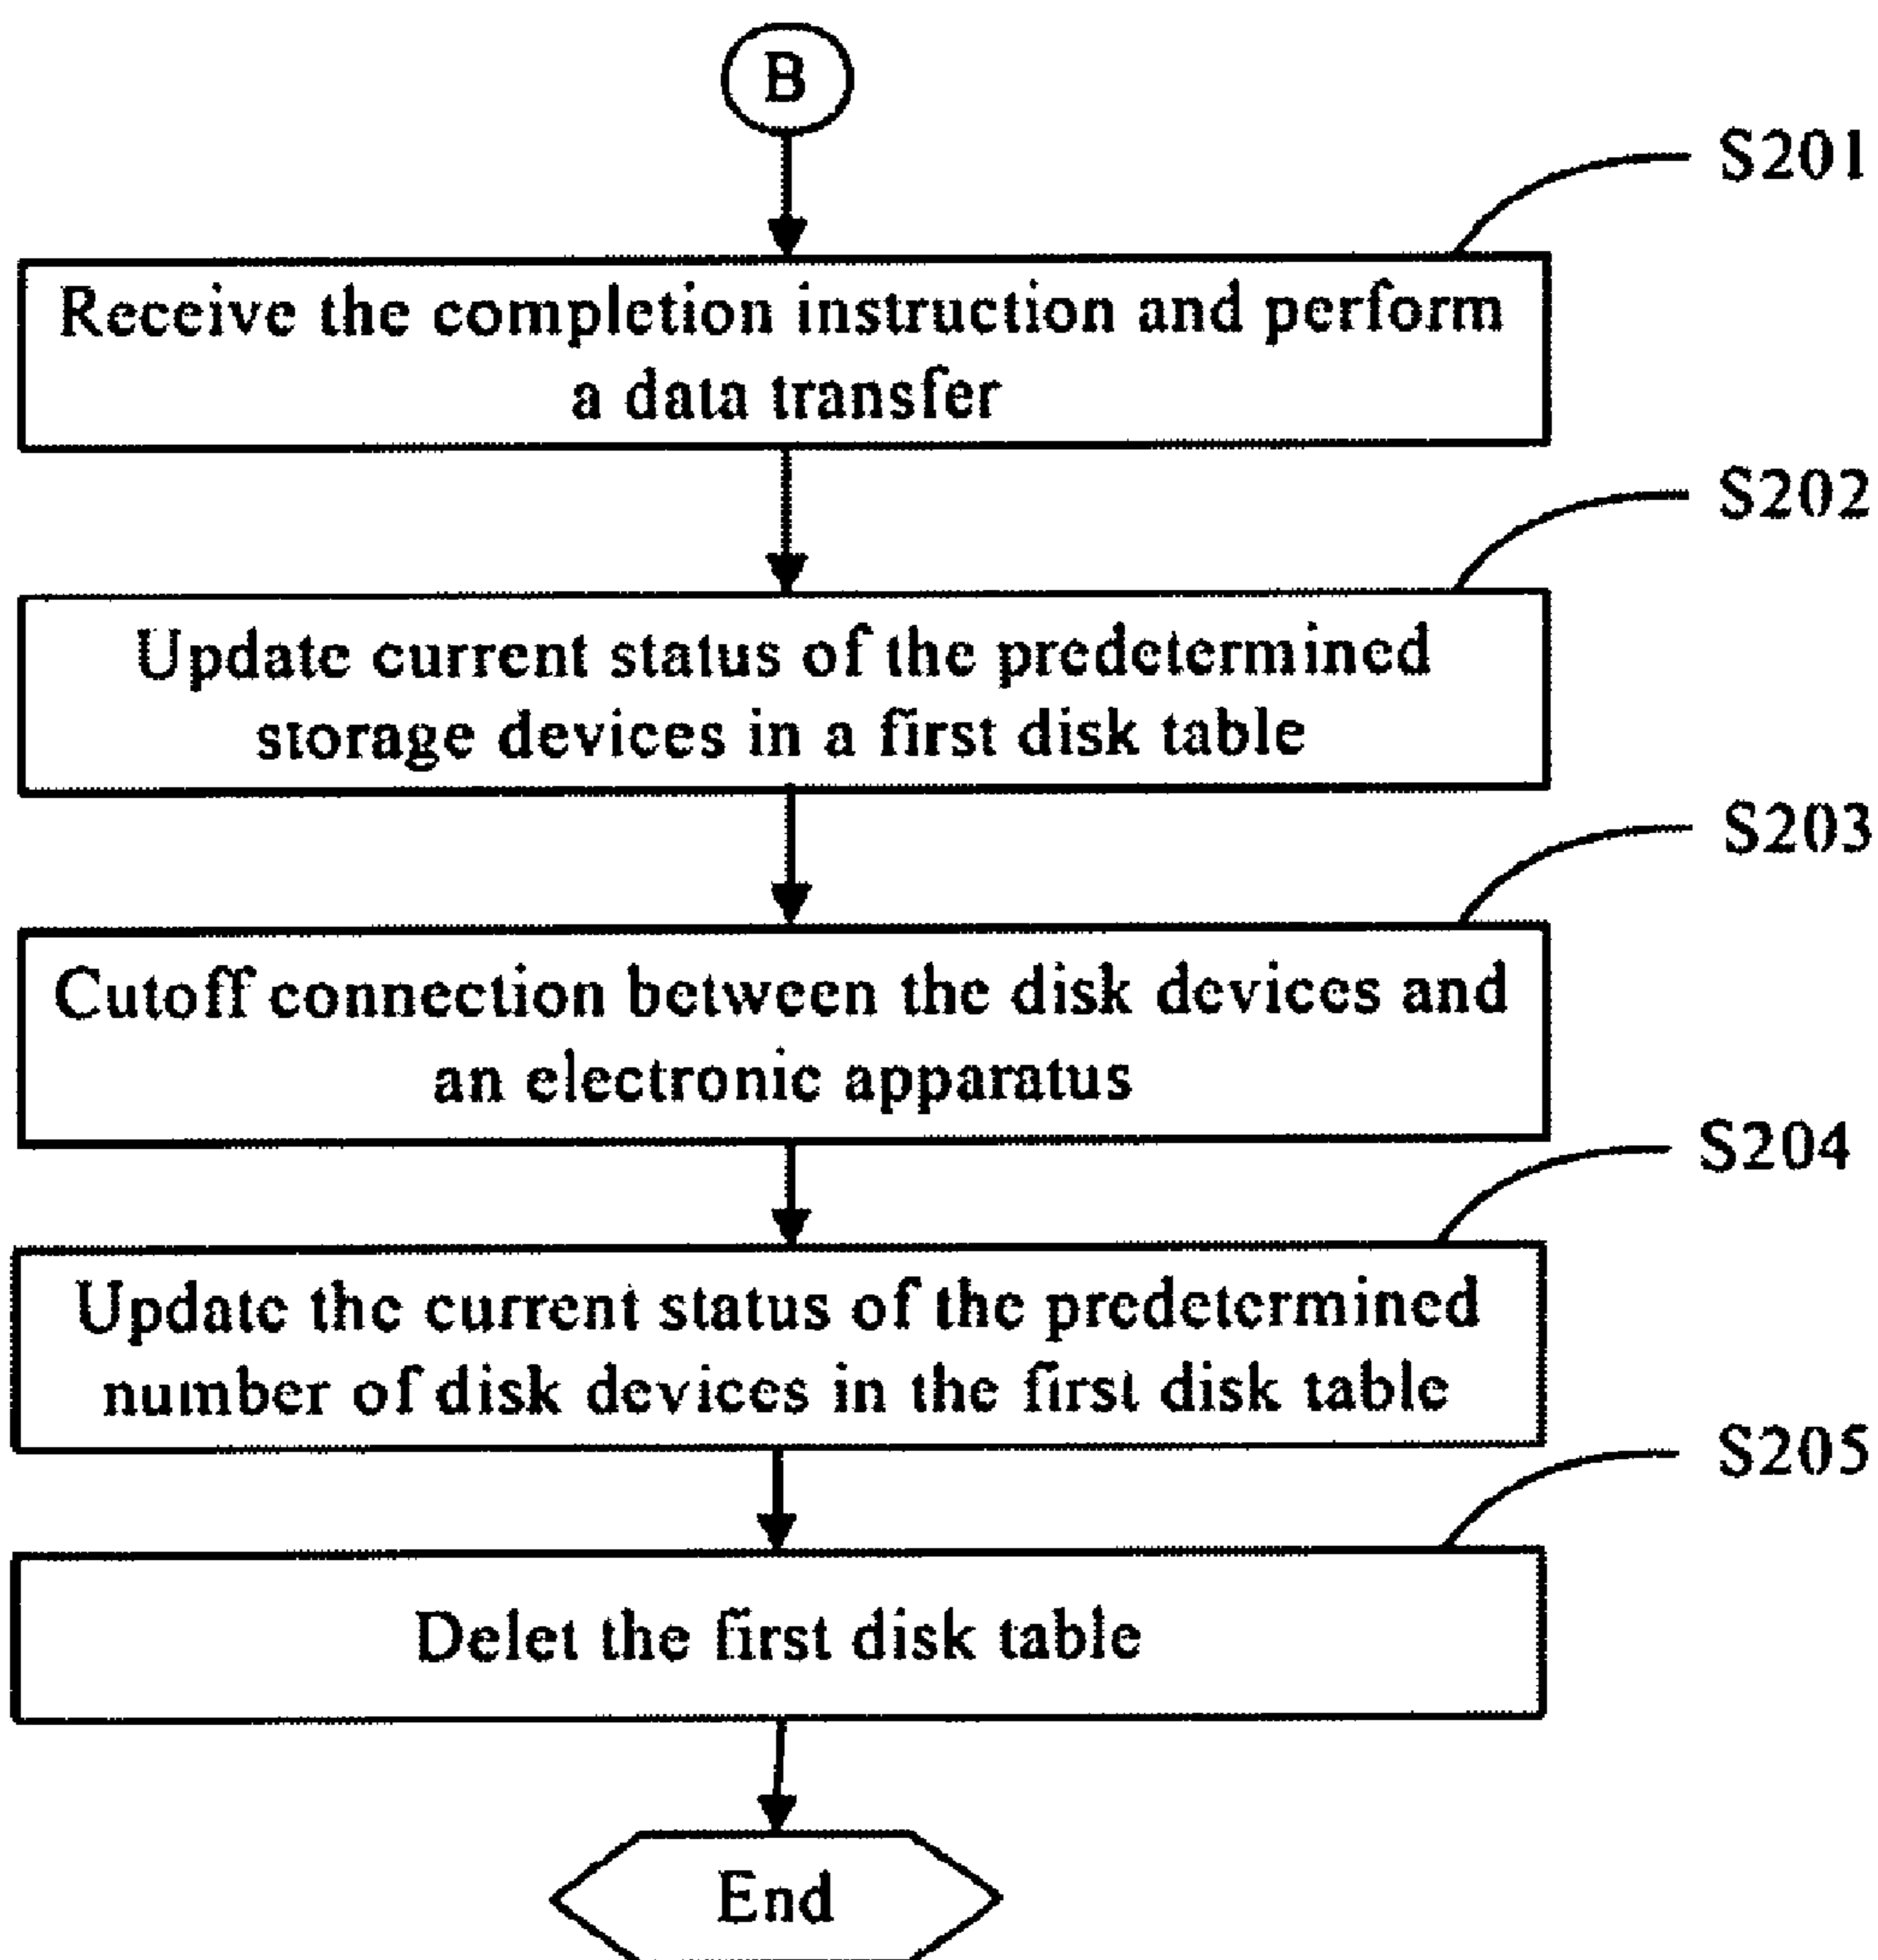 B
S201
Receive the completion instruction and perform
a data transfer
S202
Update current status of the predetermined
storage devices in a first disk table
S203
Cutoff connection between the disk devices and
an electronic apparatus
S204
Update the current status of the predetermined
number of disk devices in the first disk table
S205
Delet the first disk table
End